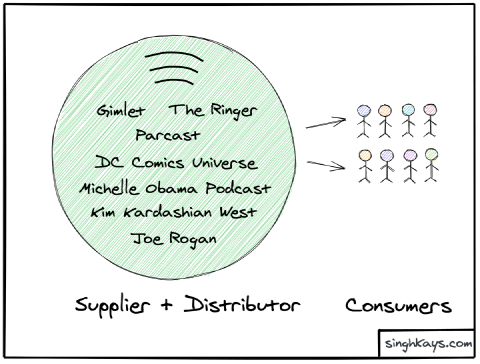 Gimlet The Ringer
Parcast
DC Comics Universe
Michelle Obama Podcast
Kim Kardashian West
Joe Rogan
Supplier + Distributor
Consumers
singhkays.com